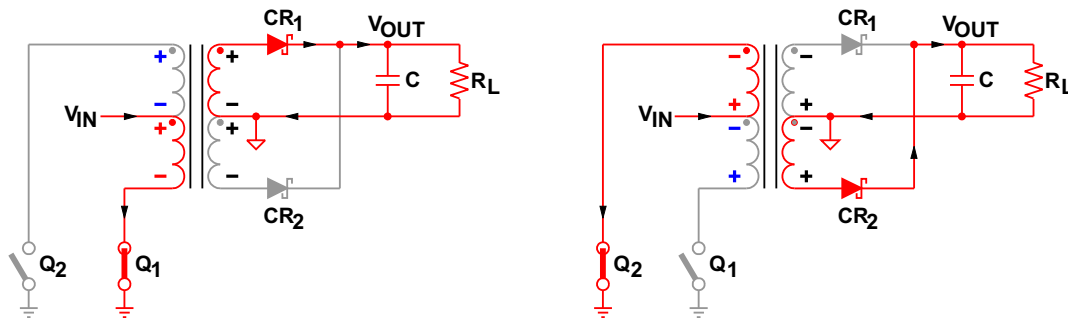 CR1
VOUT
+ +
C
RL
− −
VIN
+ +
− −
CR2
Q2
Q1
CR1
VOUT
− −
C
RL
+ +
VIN
− −
+ +
CR2
Q2
Q1